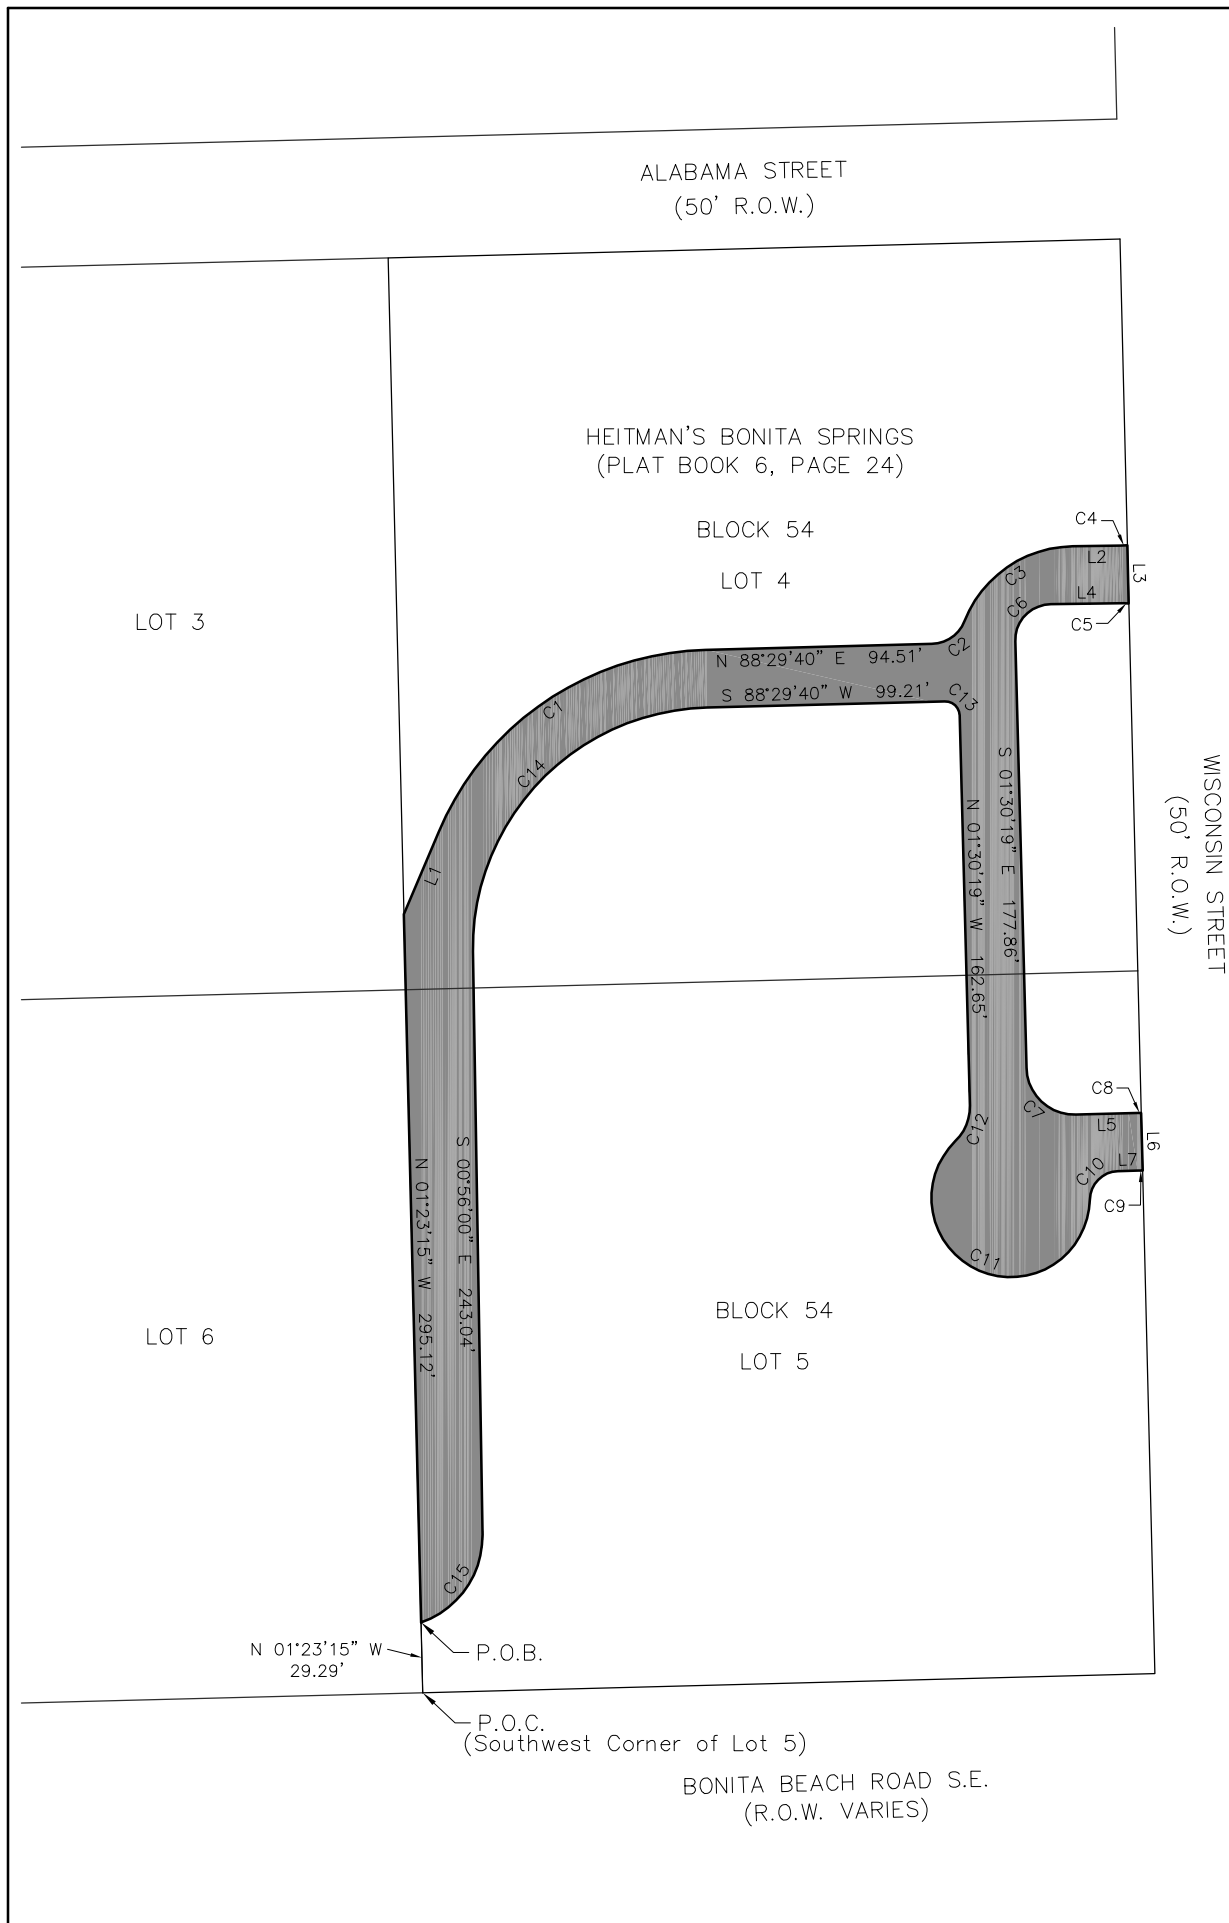 ALABAMA STREET
(50' R.O.W.)
HEITMAN'S BONITA SPRINGS
(PLAT BOOK 6, PAGE 24)
BLOCK 54
LOT 4
LOT 3
C4
L2
L3
C3
L4
C6
C5
C2
N 88°29'40" E 94.51'
S 88°29'40" W 99.21'
C13
C1
C14
L1
S 01°30'19" E 177.86'
N 01°30'19" W 162.65'
WISCONSIN STREET
(50' R.O.W.)
C8
C7
L5
L6
C12
C10
L7
C9
C11
S 00°56'00" E 243.04'
N 01°23'15" W 295.12'
BLOCK 54
LOT 5
LOT 6
C15
N 01°23'15" W
29.29'
P.O.B.
P.O.C.
(Southwest Corner of Lot 5)
BONITA BEACH ROAD S.E.
(R.O.W. VARIES)